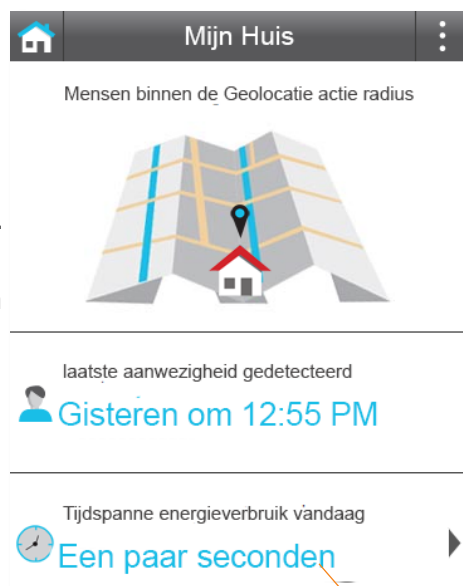 Mijn Huis
Mensen binnen de Geolocatie actie radius
laatste aanwezigheid gedetecteerd
Gisteren om 12:55 PM
Tijdspanne energieverbruik vandaag
Een paar seconden